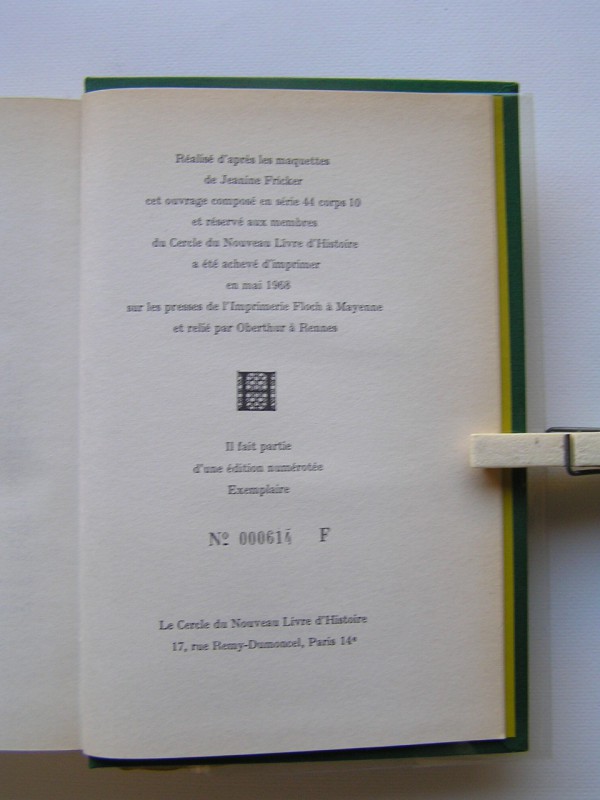 Réalisé d'après les maquettes
de Jeanine Fricker
cet ouvrage composé en série 44 corps 10
et réservé aux membres
du Cercle du Nouveau Livre d'Histoire
a été achevé d'imprimer
en mai 1968
sur les presses de l'Imprimerie Floch à Mayenne
et relié par Oberthur à Rennes
H
Il fait partie
d'une édition numérotée
Exemplaire
Nº 000614 F
Le Cercle du Nouveau Livre d'Histoire
17, rue Remy-Dumoncel, Paris 14ᵉ